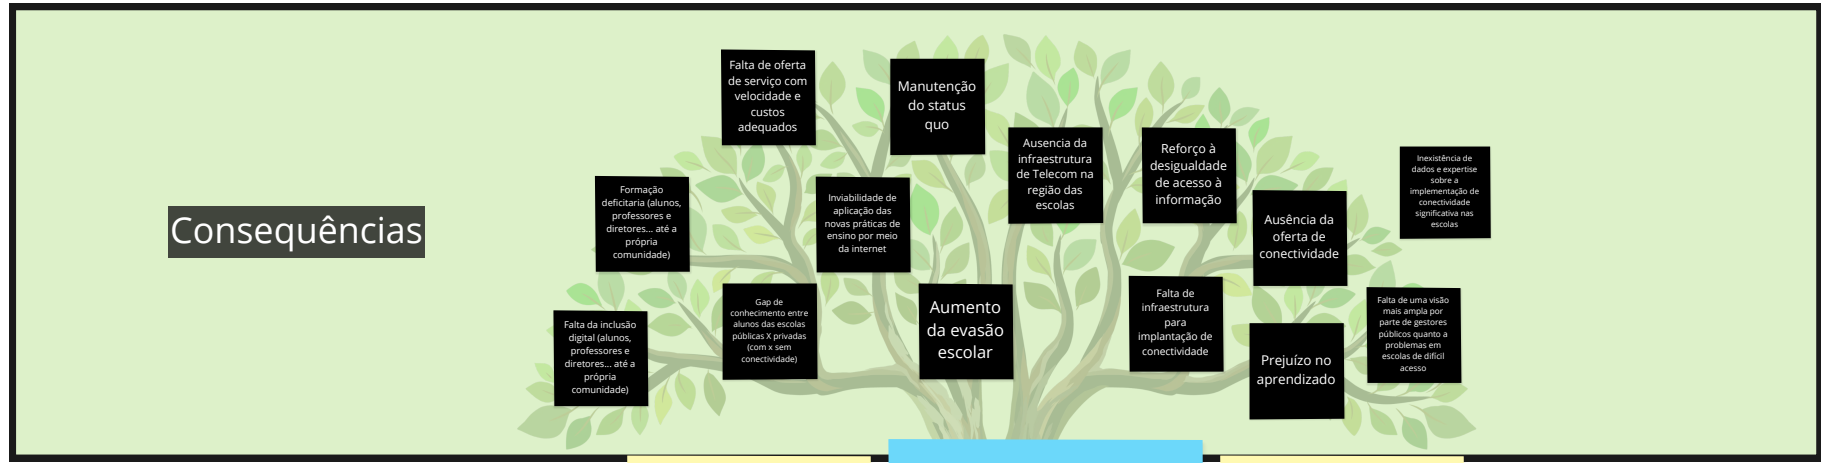 Consequências
Falta de oferta
de serviço com
velocidade e
custos
adequados
Manutenção
do status
quo
Ausencia da
infraestrutura
de Telecom na
região das
escolas
Reforço à
desigualdade
de acesso à
informação
Inexistência de
dados e expertise
sobre a
implementação de
conectividade
significativa nas
escolas
Formação
deficitaria (alunos,
professores e
diretores... até a
própria
comunidade)
Inviabilidade de
aplicação das
novas práticas de
ensino por meio
da internet
Ausência da
oferta de
conectividade
Falta da inclusão
digital (alunos,
professores e
diretores... até a
própria
comunidade)
Gap de
conhecimento entre
alunos das escolas
públicas X privadas
(com x sem
conectividade)
Aumento
da evasão
escolar
Falta de
infraestrutura
para
implantação de
conectividade
Prejuízo no
aprendizado
Falta de uma visão
mais ampla por
parte de gestores
públicos quanto a
problemas em
escolas de difícil
acesso